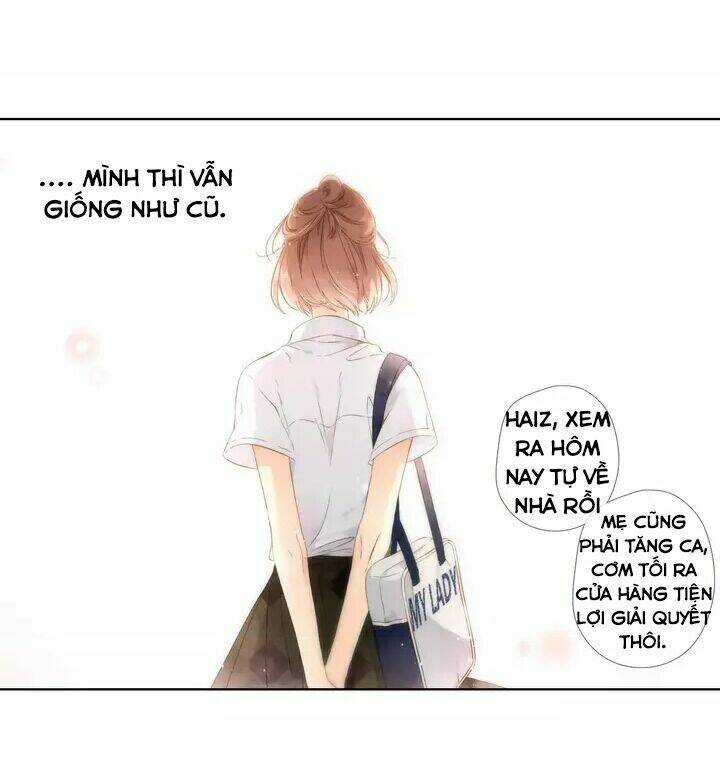 .... MÌNH THÌ VẪN
GIỐNG NHƯ CŨ.
HAIZ, XEM
RA HÔM
NAY TỰ VỀ
NHÀ RỒI
MẸ CŨNG
PHẢI TĂNG CA,
CƠM TỐI RA
CỬA HÀNG TIỆN
LỢI GIẢI QUYẾT
THÔI.
MY LADY